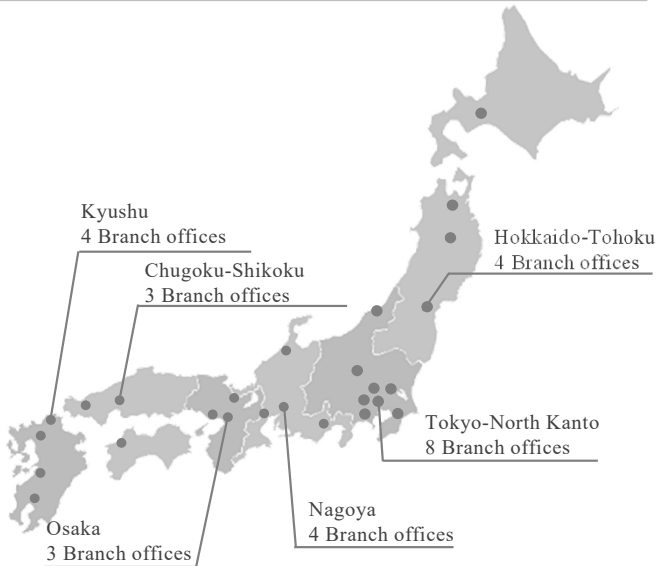 Kyushu
4 Branch offices
Chugoku-Shikoku
3 Branch offices
Hokkaido-Tohoku
4 Branch offices
Tokyo-North Kanto
8 Branch offices
Nagoya
4 Branch offices
Osaka
3 Branch offices